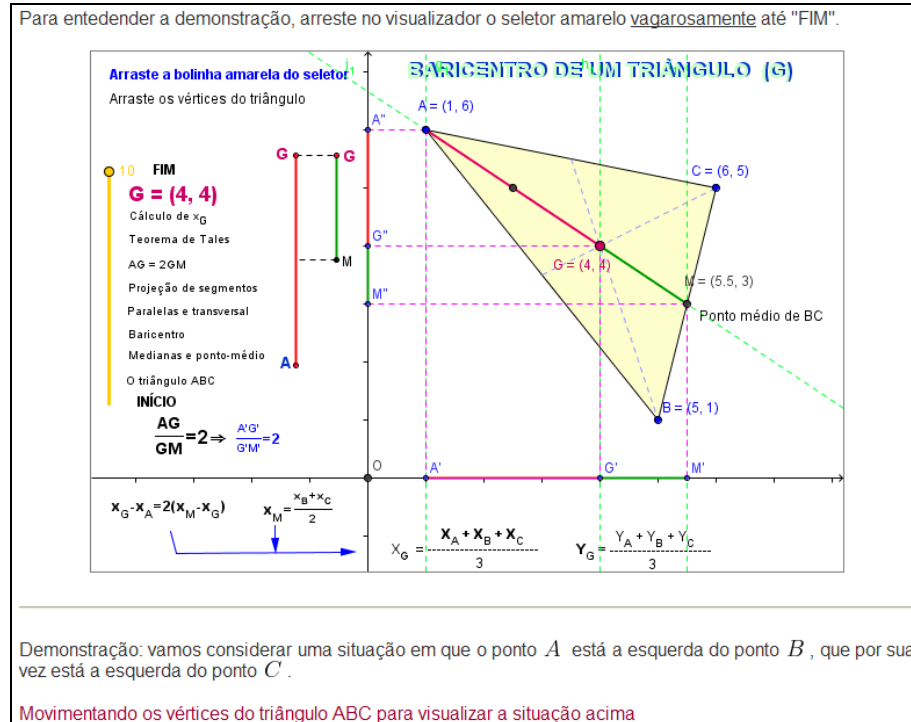 Para entedender a demonstração, arreste no visualizador o seletor amarelo vagarosamente até "FIM".
Arraste a bolinha amarela do seletor
BARICENTRO DE UM TRIÂNGULO (G)
Arraste os vértices do triângulo
A = (1, 6)
A"
G G
C = (6, 5)
10 FIM
G = (4, 4)
Cálculo de xG
Teorema de Tales
G"
AG = 2GM
M
G = (4, 4)
M = (5.5, 3)
Projeção de segmentos
M"
Paralelas e transversal
Ponto médio de BC
Baricentro
Medianas e ponto-médio
A
O triângulo ABC
INÍCIO
B = (5, 1)
AG/GM=2⇒ A'G'/G'M'=2
O A' G' M'
xG-xA=2(xM-xG) xM=(xB+xC)/2
XG = (XA + XB + XC)/3 YG = (YA + YB + YC)/3
Demonstração: vamos considerar uma situação em que o ponto A está a esquerda do ponto B , que por sua
vez está a esquerda do ponto C .
Movimentando os vértices do triângulo ABC para visualizar a situação acima